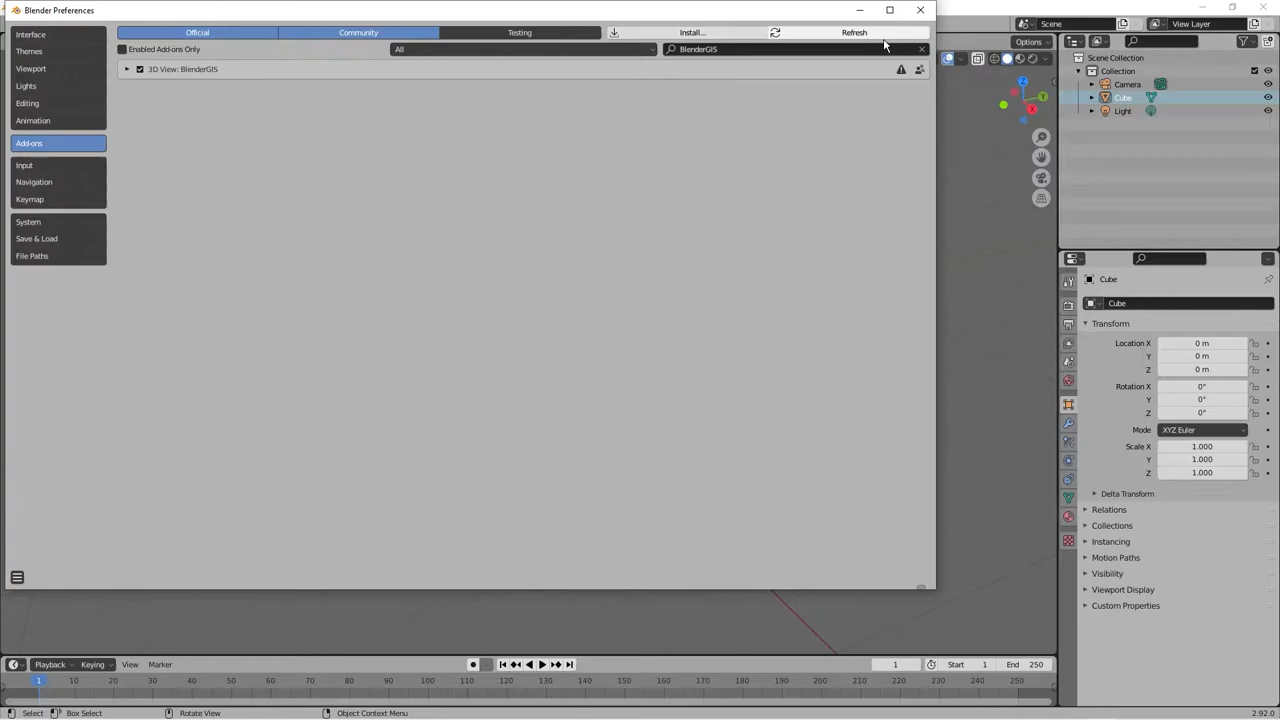 Blender Preferences
Interface
Themes
Viewport
Lights
Editing
Animation
Add-ons
Input
Navigation
Keymap
System
Save & Load
File Paths
Official
Community
Testing
Install...
Refresh
Enabled Add-ons Only
All
BlenderGIS
3D View: BlenderGIS
Scene
View Layer
Options
Z
Y
X
Scene Collection
Collection
Camera
Cube
Light
Cube
Cube
Transform
Location X
0 m
Y
0 m
Z
0 m
Rotation X
0°
Y
0°
Z
0°
Mode
XYZ Euler
Scale X
1.000
Y
1.000
Z
1.000
Delta Transform
Relations
Collections
Instancing
Motion Paths
Visibility
Viewport Display
Custom Properties
Playback
Keying
View
Marker
1
Start
1
End
250
1
10
20
30
40
50
60
70
80
90
100
110
120
130
140
150
160
170
180
190
200
210
220
230
240
250
Select
Box Select
Rotate View
Object Context Menu
2.92.0